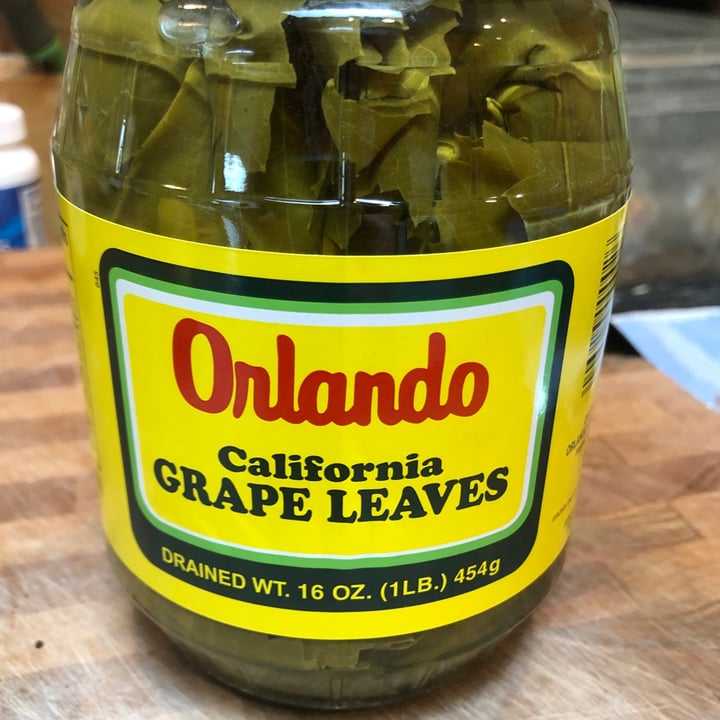 Orlando
California
GRAPE LEAVES
DRAINED WT. 16 OZ. (1LB.) 454g